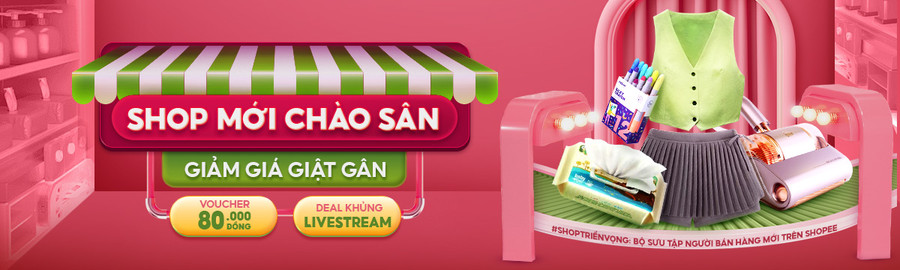 SHOP MỚI CHÀO SÂN
GIẢM GIÁ GIẬT GÂN
VOUCHER
80.000
ĐỒNG
DEAL KHỦNG
LIVESTREAM
12
#SHOPTRIỂNVỌNG: BỘ SƯU TẬP NGƯỜI BÁN HÀNG MỚI TRÊN SHOPEE